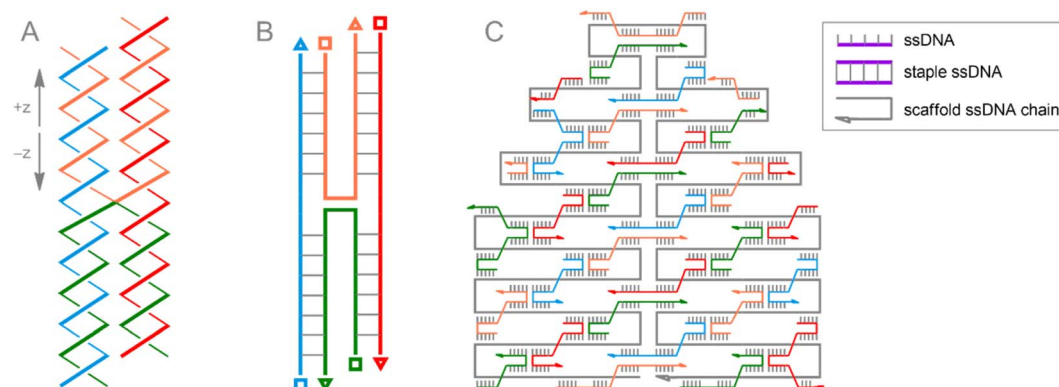 A
B
C
+z
−z
ssDNA
staple ssDNA
scaffold ssDNA chain